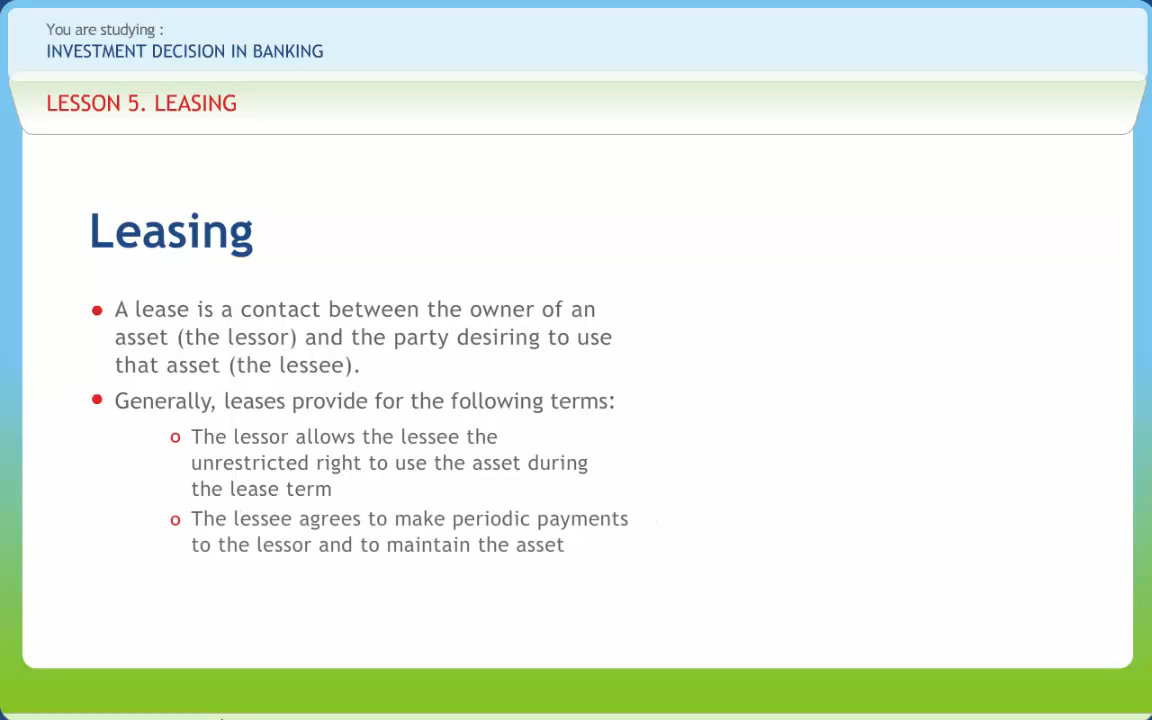 You are studying :
INVESTMENT DECISION IN BANKING
LESSON 5. LEASING
Leasing
• A lease is a contact between the owner of an
asset (the lessor) and the party desiring to use
that asset (the lessee).
• Generally, leases provide for the following terms:
o The lessor allows the lessee the
unrestricted right to use the asset during
the lease term
o The lessee agrees to make periodic payments
to the lessor and to maintain the asset